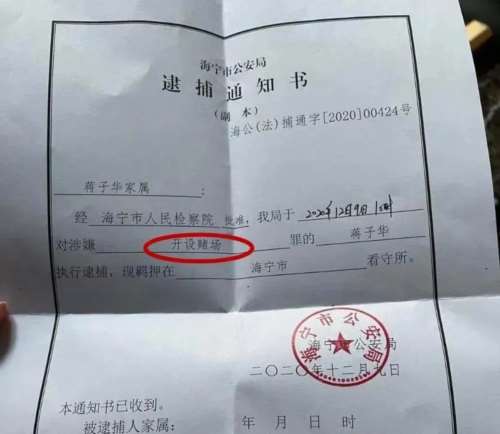 海宁市公安局
逮捕通知书
(副 本)
海公(法)捕通字[2020]00424号
蒋子华家属：
经 海宁市人民检察院 批准，我局于 2020年12月9日 时
对涉嫌 开设赌场 罪的 蒋子华
执行逮捕，现羁押在 海宁市 看守所。
海宁市公安局
海宁市公安局
二〇二〇年十二月九日
本通知书已收到。
被逮捕人家属： 年 月 日 时